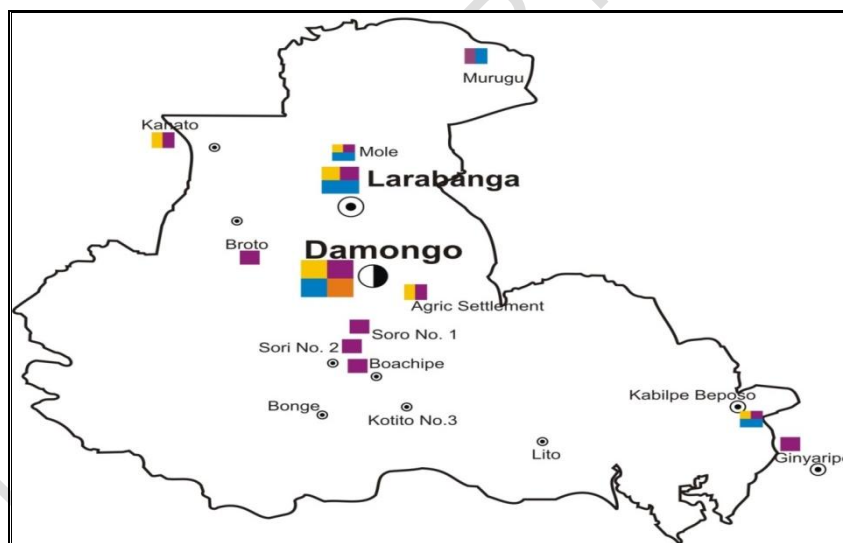 Murugu
Kanato
Mole
Larabanga
Broto
Damongo
Agric Settlement
Soro No. 1
Sori No. 2
Boachipe
Kabilpe Beposo
Bonge
Kotito No.3
Lito
Ginyaripe